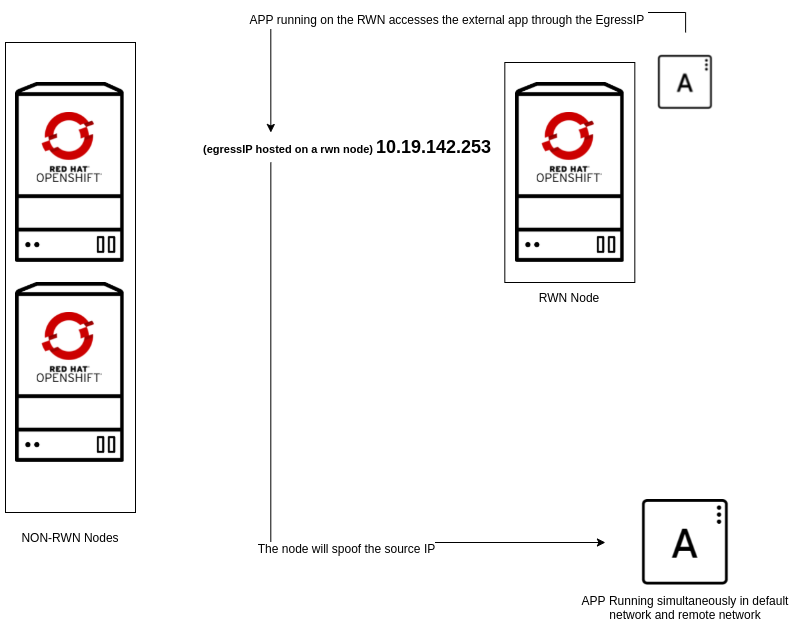 APP running on the RWN accesses the external app through the EgressIP
A
RED HAT
OPENSHIFT
(egressIP hosted on a rwn node) 10.19.142.253
RED HAT
OPENSHIFT
RWN Node
RED HAT
OPENSHIFT
NON-RWN Nodes
The node will spoof the source IP
A
APP Running simultaneously in default
network and remote network